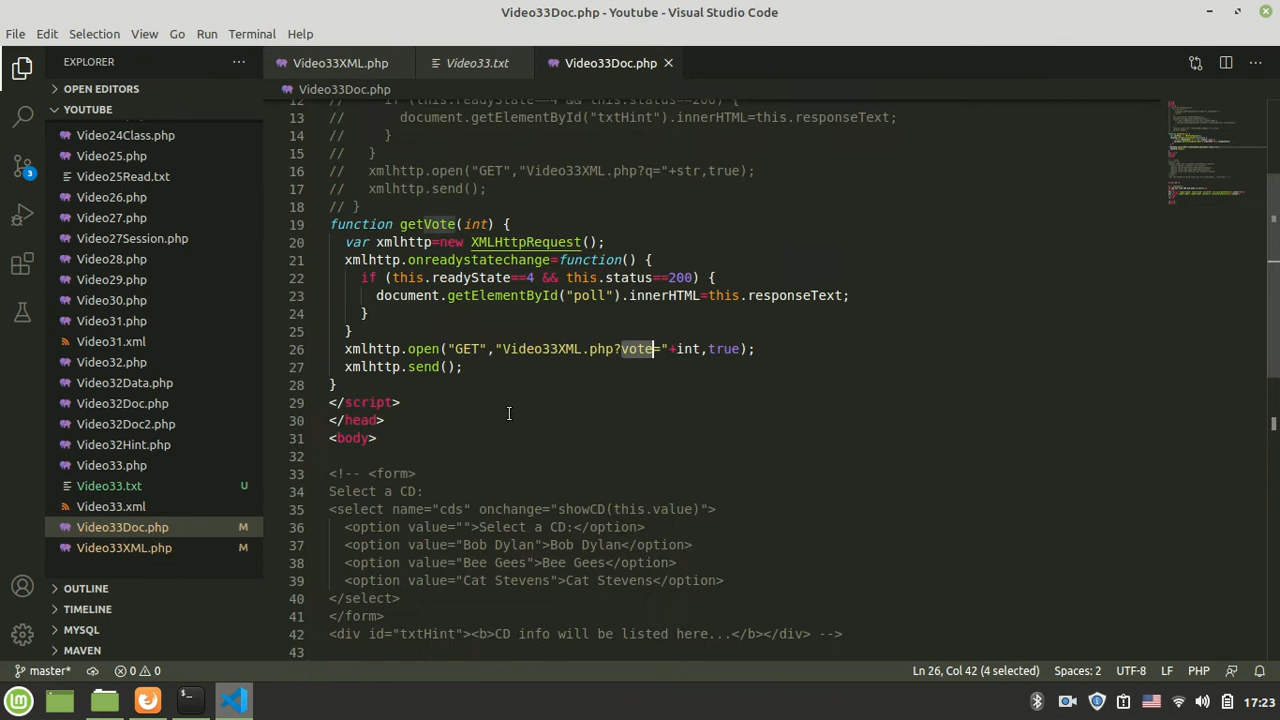 Video33Doc.php - Youtube - Visual Studio Code
File Edit Selection View Go Run Terminal Help
EXPLORER
OPEN EDITORS
YOUTUBE
Video24Class.php
Video25.php
Video25Read.txt
Video26.php
Video27.php
Video27Session.php
Video28.php
Video29.php
Video30.php
Video31.php
Video31.xml
Video32.php
Video32Data.php
Video32Doc.php
Video32Doc2.php
Video32Hint.php
Video33.php
Video33.txt U
Video33.xml
Video33Doc.php M
Video33XML.php M
OUTLINE
TIMELINE
MYSQL
MAVEN
3
Video33XML.php Video33.txt Video33Doc.php
Video33Doc.php
12 // if (this.readyState==4 && this.status==200) {
13 // document.getElementById("txtHint").innerHTML=this.responseText;
14 // }
15 // }
16 // xmlhttp.open("GET","Video33XML.php?q="+str,true);
17 // xmlhttp.send();
18 // }
19 function getVote(int) {
20 var xmlhttp=new XMLHttpRequest();
21 xmlhttp.onreadystatechange=function() {
22 if (this.readyState==4 && this.status==200) {
23 document.getElementById("poll").innerHTML=this.responseText;
24 }
25 }
26 xmlhttp.open("GET","Video33XML.php?vote="+int,true);
27 xmlhttp.send();
28 }
29 </script>
30 </head>
31 <body>
32
33 <!-- <form>
34 Select a CD:
35 <select name="cds" onchange="showCD(this.value)">
36 <option value="">Select a CD:</option>
37 <option value="Bob Dylan">Bob Dylan</option>
38 <option value="Bee Gees">Bee Gees</option>
39 <option value="Cat Stevens">Cat Stevens</option>
40 </select>
41 </form>
42 <div id="txtHint"><b>CD info will be listed here...</b></div> -->
43
master* 0 0 Ln 26, Col 42 (4 selected) Spaces: 2 UTF-8 LF PHP
17:23